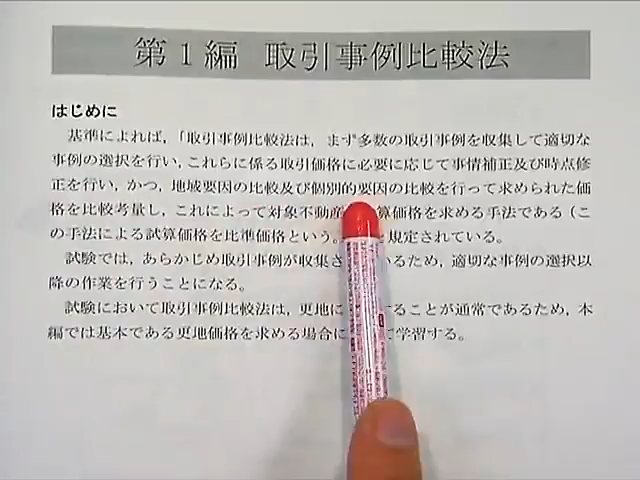 第1編 取引事例比較法
はじめに
基準によれば，「取引事例比較法は，まず多数の取引事例を収集して適切な
事例の選択を行い，これらに係る取引価格に必要に応じて事情補正及び時点修
正を行い，かつ，地域要因の比較及び個別的要因の比較を行って求められた価
格を比較考量し，これによって対象不動産 算価格を求める手法である（こ
の手法による試算価格を比準価格という。 規定されている。
試験では，あらかじめ取引事例が収集さ いるため，適切な事例の選択以
降の作業を行うことになる。
試験において取引事例比較法は，更地に することが通常であるため，本
編では基本である更地価格を求める場合に 学習する。